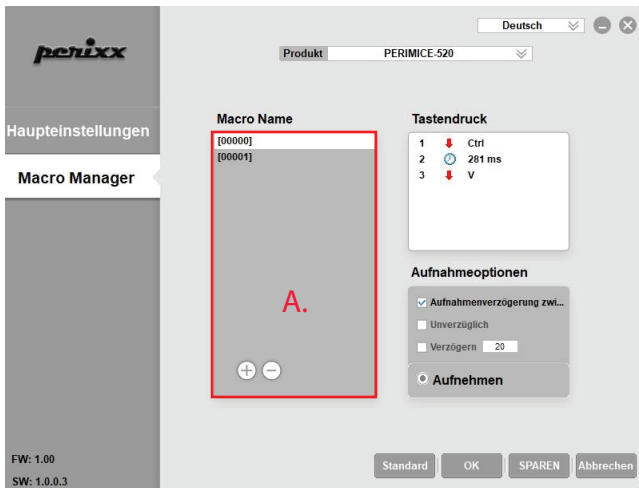 Deutsch
perixx
Produkt PERIMICE-520
Haupteinstellungen
Macro Manager
Macro Name
[00000]
[00001]
A.
Tastendruck
1 Ctrl
2 281 ms
3 V
Aufnahmeoptionen
Aufnahmenverzögerung zwi...
Unverzüglich
Verzögern 20
Aufnehmen
FW: 1.00
SW: 1.0.0.3
Standard OK SPAREN Abbrechen